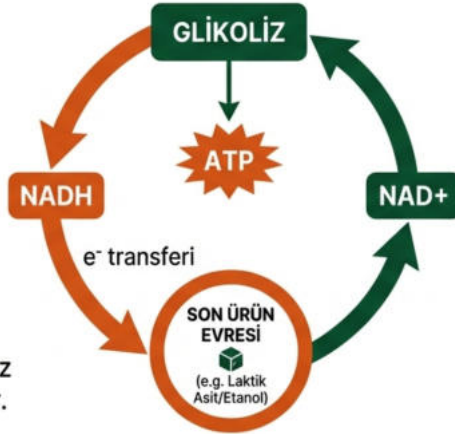 GLİKOLİZ
ATP
NADH
NAD+
e⁻ transferi
SON ÜRÜN
EVRESİ
(e.g. Laktik
Asit/Etanol)